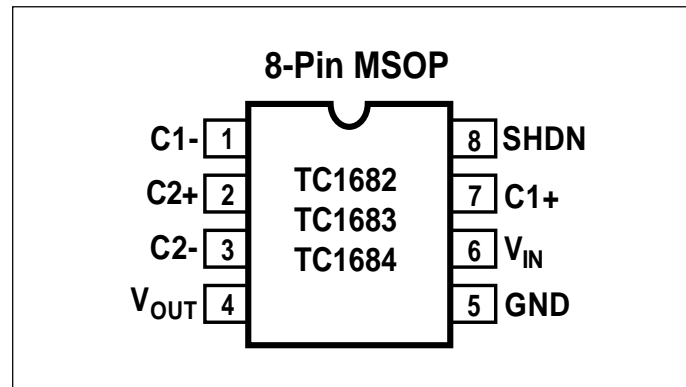 8-Pin MSOP
C1- 1 8 SHDN
C2+ 2 TC1682 7 C1+
TC1683
C2- 3 TC1684 6 VIN
VOUT 4 5 GND